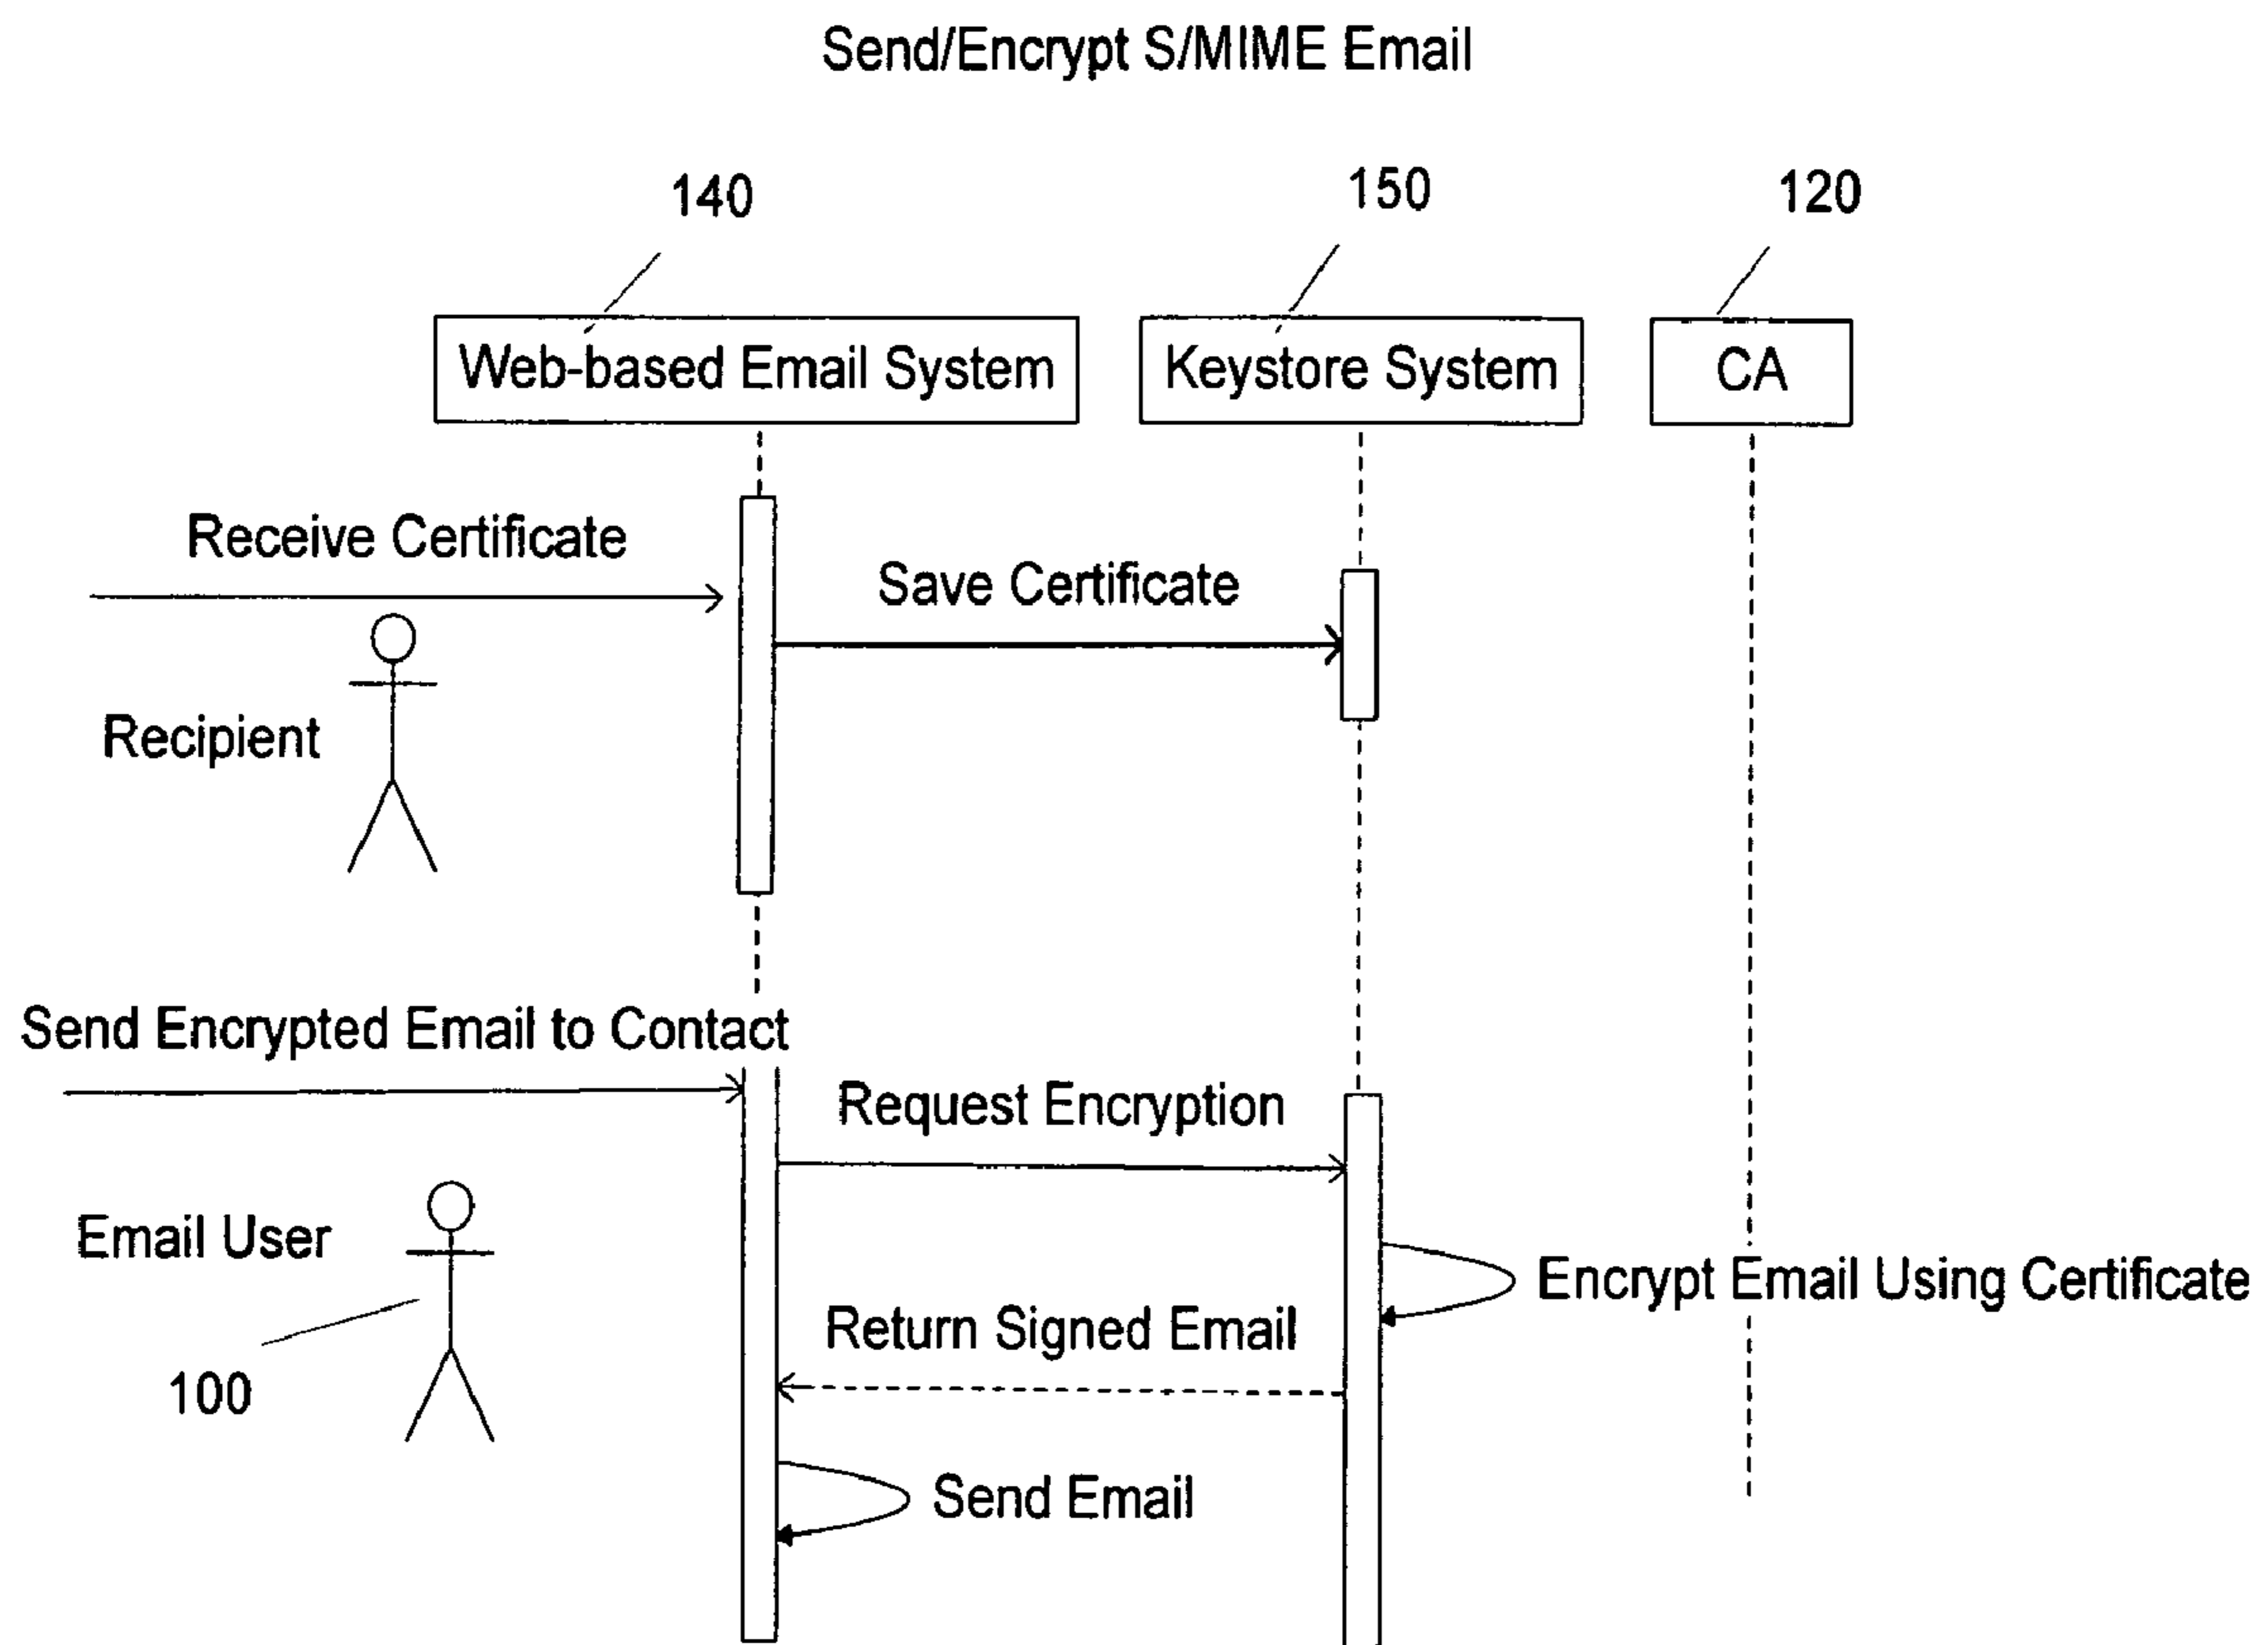 Send/Encrypt S/MIME Email
140
150
120
Web-based Email System
Keystore System
CA
Receive Certificate
Save Certificate
Recipient
Send Encrypted Email to Contact
Request Encryption
Email User
Encrypt Email Using Certificate
Return Signed Email
100
Send Email